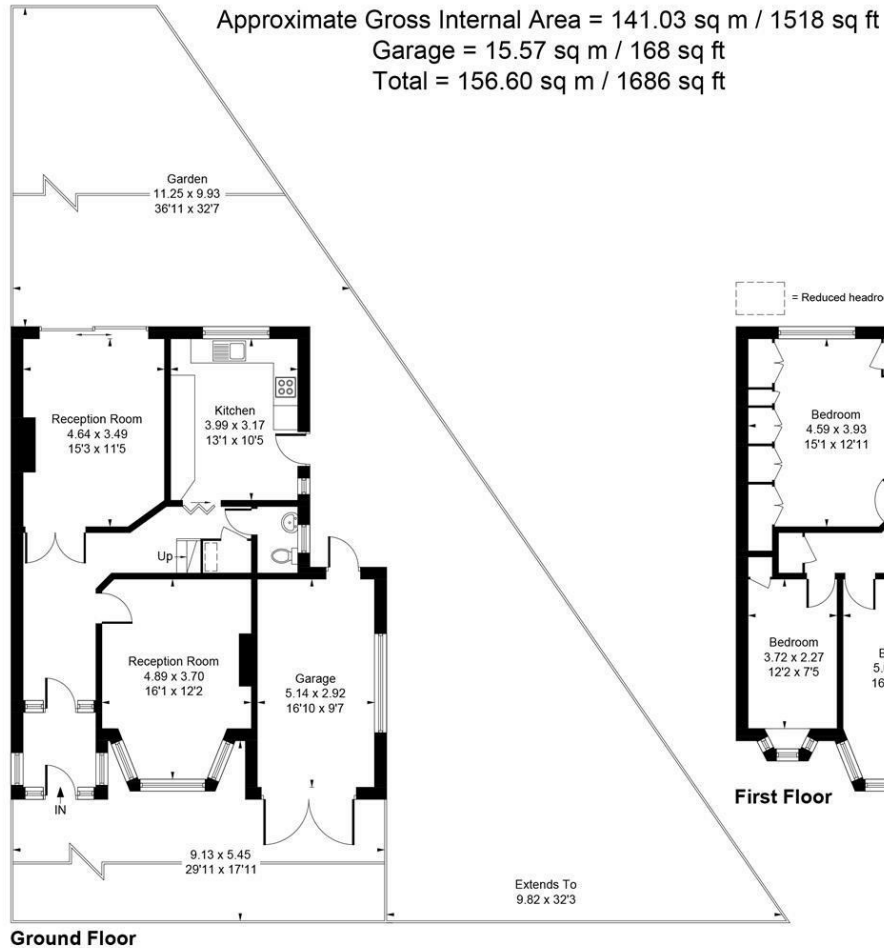 Approximate Gross Internal Area = 141.03 sq m / 1518 sq ft
Garage = 15.57 sq m / 168 sq ft
Total = 156.60 sq m / 1686 sq ft
Garden
11.25 x 9.93
36'11 x 32'7
Reception Room
4.64 x 3.49
15'3 x 11'5
Kitchen
3.99 x 3.17
13'1 x 10'5
Up
Reception Room
4.89 x 3.70
16'1 x 12'2
Garage
5.14 x 2.92
16'10 x 9'7
IN
9.13 x 5.45
29'11 x 17'11
Extends To
9.82 x 32'3
Ground Floor
= Reduced
Bedroom
4.59 x 3.93
15'1 x 12'11
Bedroom
3.72 x 2.27
12'2 x 7'5
First Floor